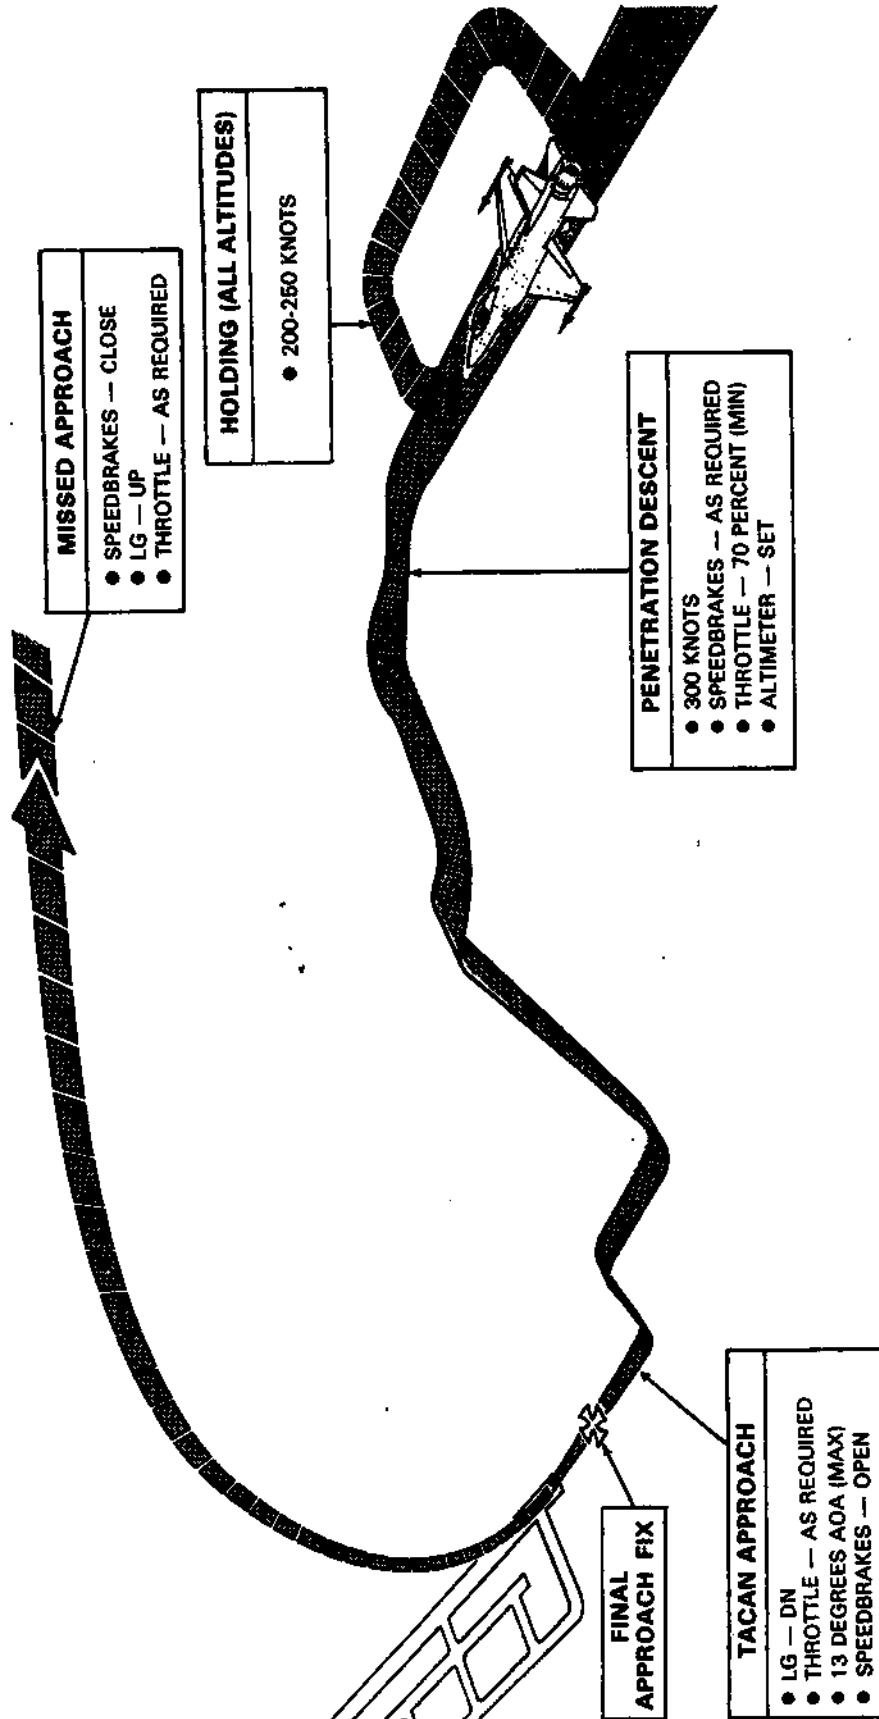 MISSED APPROACH
● SPEEDBRAKES — CLOSE
● LG — UP
● THROTTLE — AS REQUIRED
HOLDING (ALL ALTITUDES)
● 200-250 KNOTS
PENETRATION DESCENT
● 300 KNOTS
● SPEEDBRAKES — AS REQUIRED
● THROTTLE — 70 PERCENT (MIN)
● ALTIMETER — SET
FINAL
APPROACH FIX
TACAN APPROACH
● LG — DN
● THROTTLE — AS REQUIRED
● 13 DEGREES AOA (MAX)
● SPEEDBRAKES — OPEN